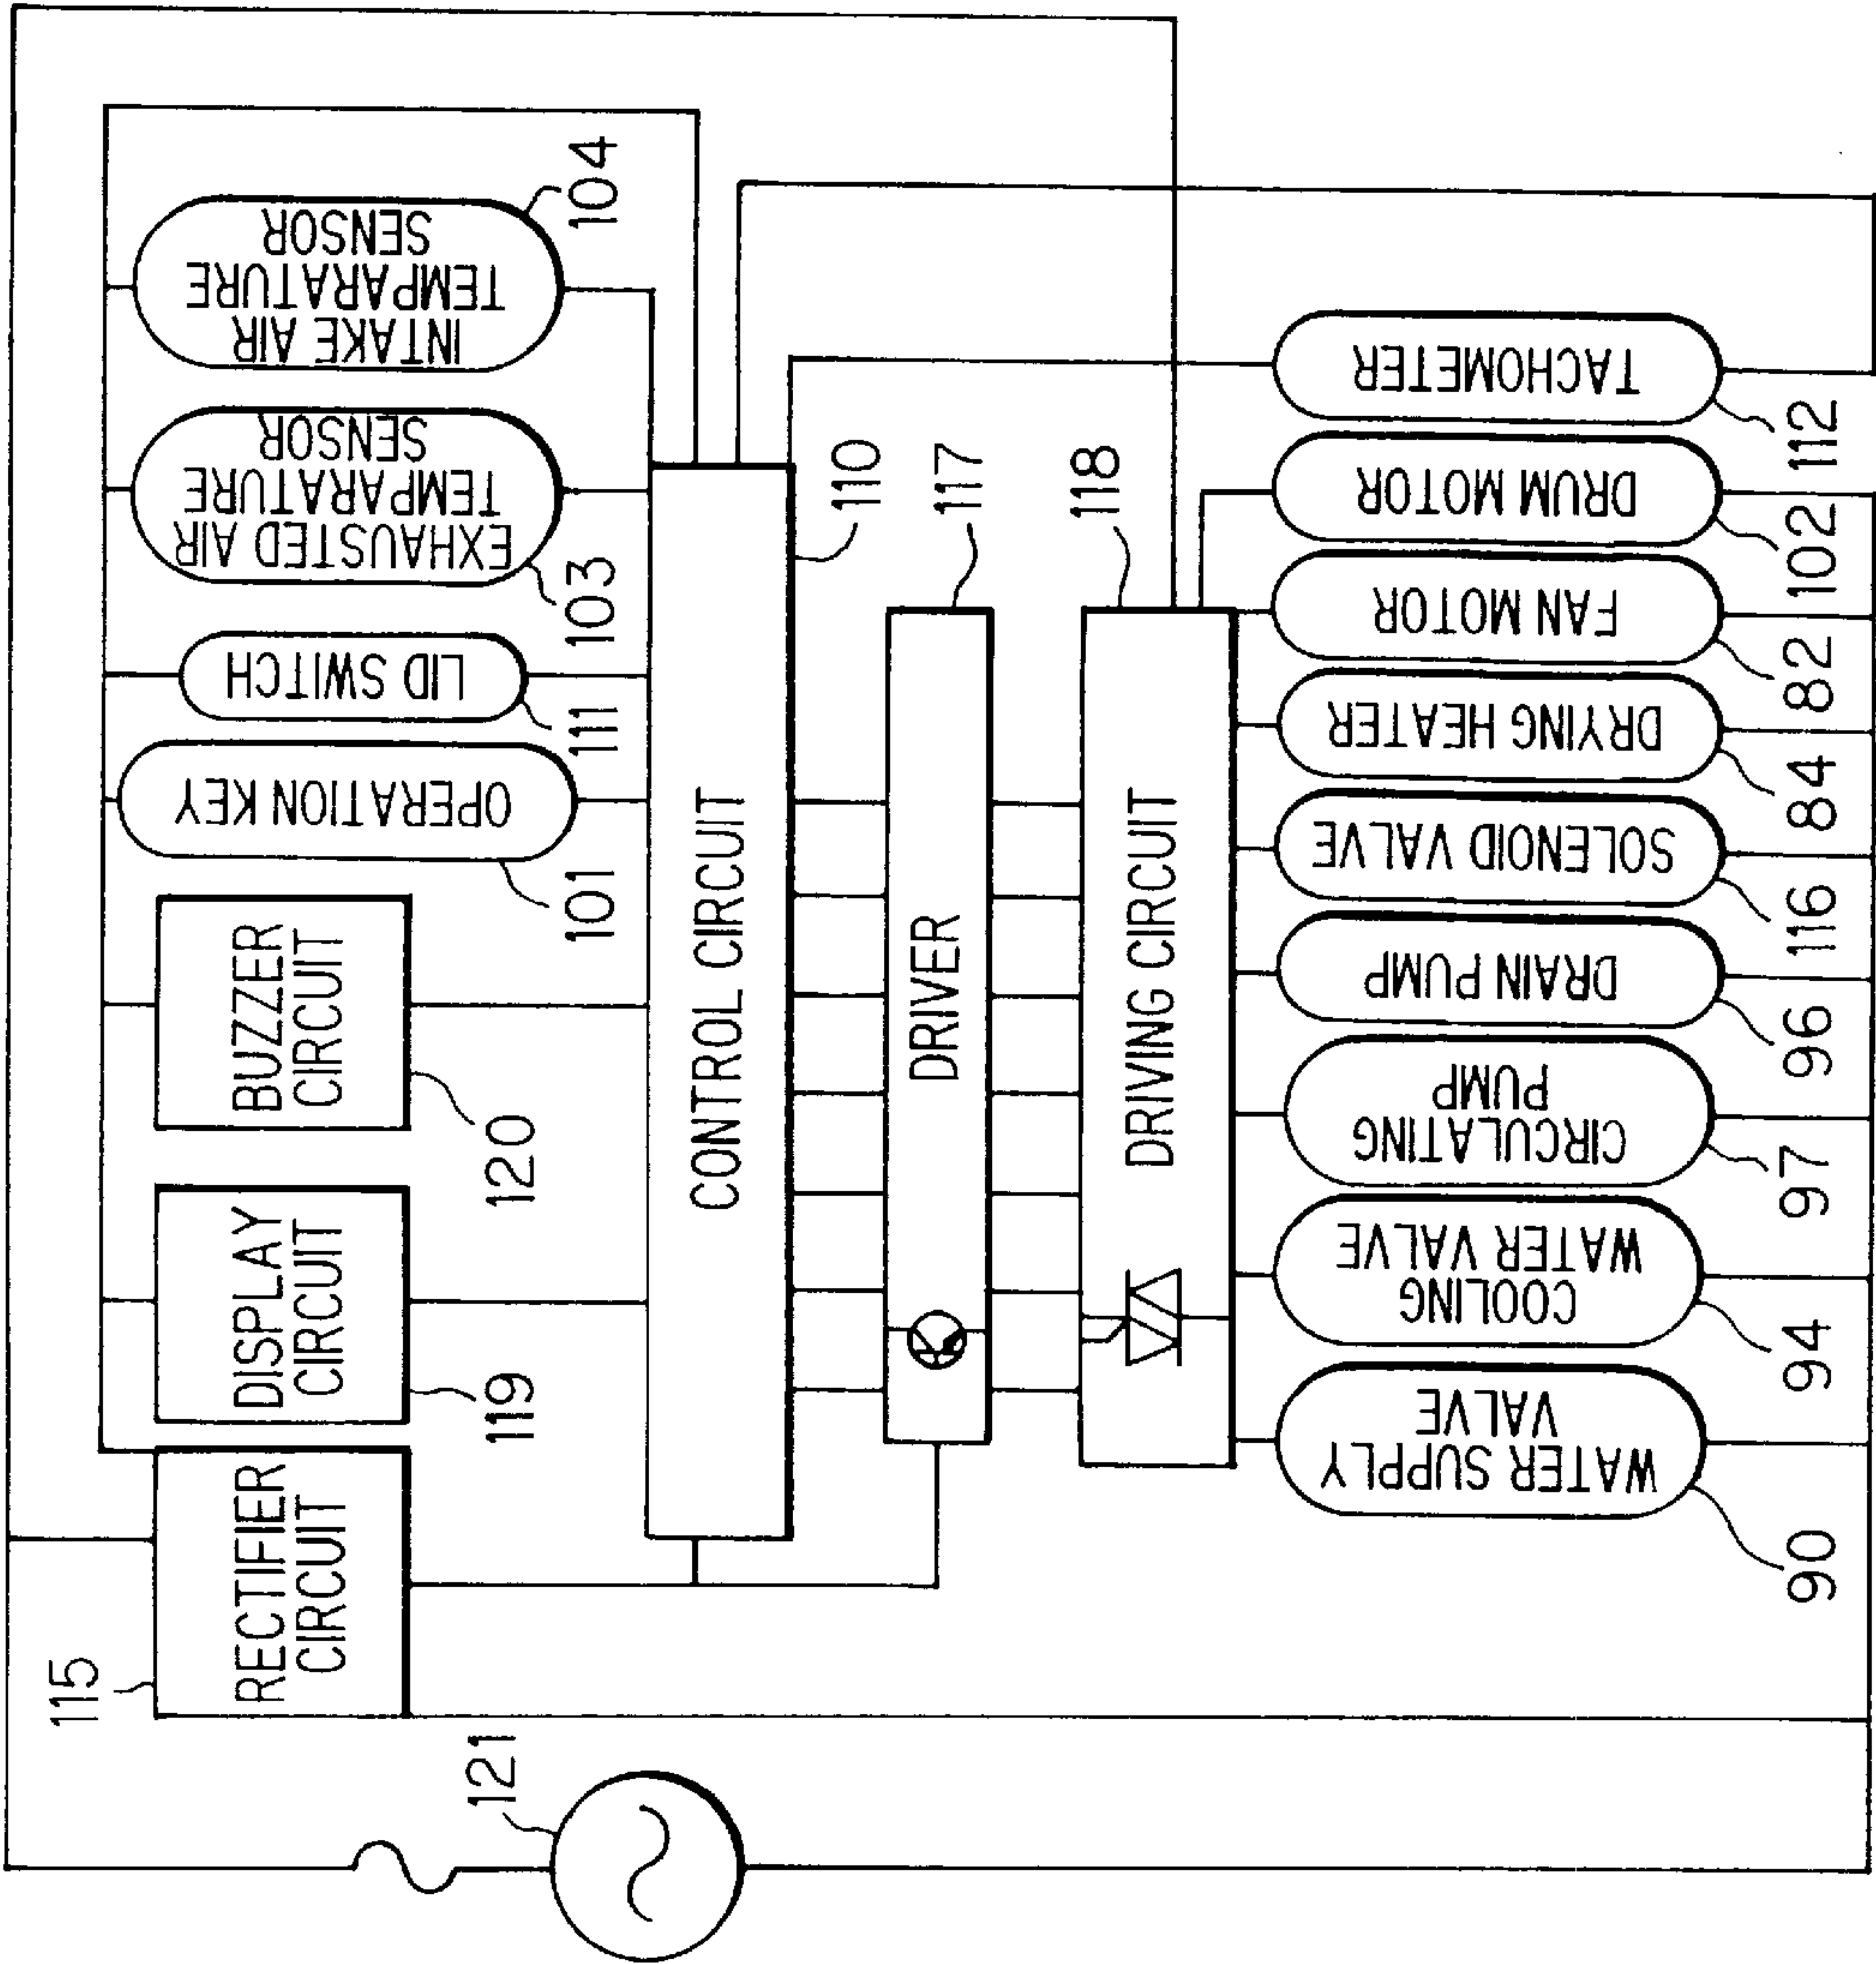 115
RECTIFIER
CIRCUIT
DISPLAY
CIRCUIT
119
BUZZER
CIRCUIT
120
OPERATION KEY
101
LID SWITCH
111
EXHAUSTED AIR
TEMPARATURE
SENSOR
103
INTAKE AIR
TEMPARATURE
SENSOR
104
121
CONTROL CIRCUIT
110
DRIVER
117
DRIVING CIRCUIT
118
WATER SUPPLY
VALVE
90
COOLING
WATER VALVE
94
CIRCULATING
PUMP
97
DRAIN PUMP
96
SOLENOID VALVE
116
DRYING HEATER
84
FAN MOTOR
82
DRUM MOTOR
102
TACHOMETER
112